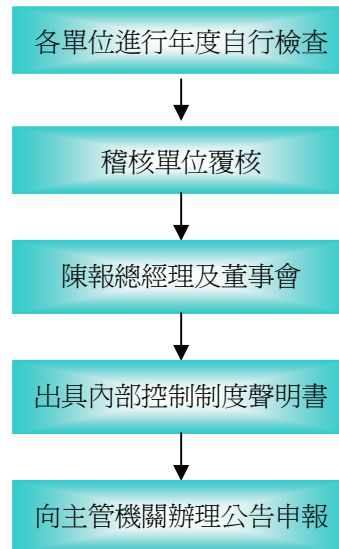 各單位進行年度自行檢查
稽核單位覆核
陳報總經理及董事會
出具內部控制制度聲明書
向主管機關辦理公告申報